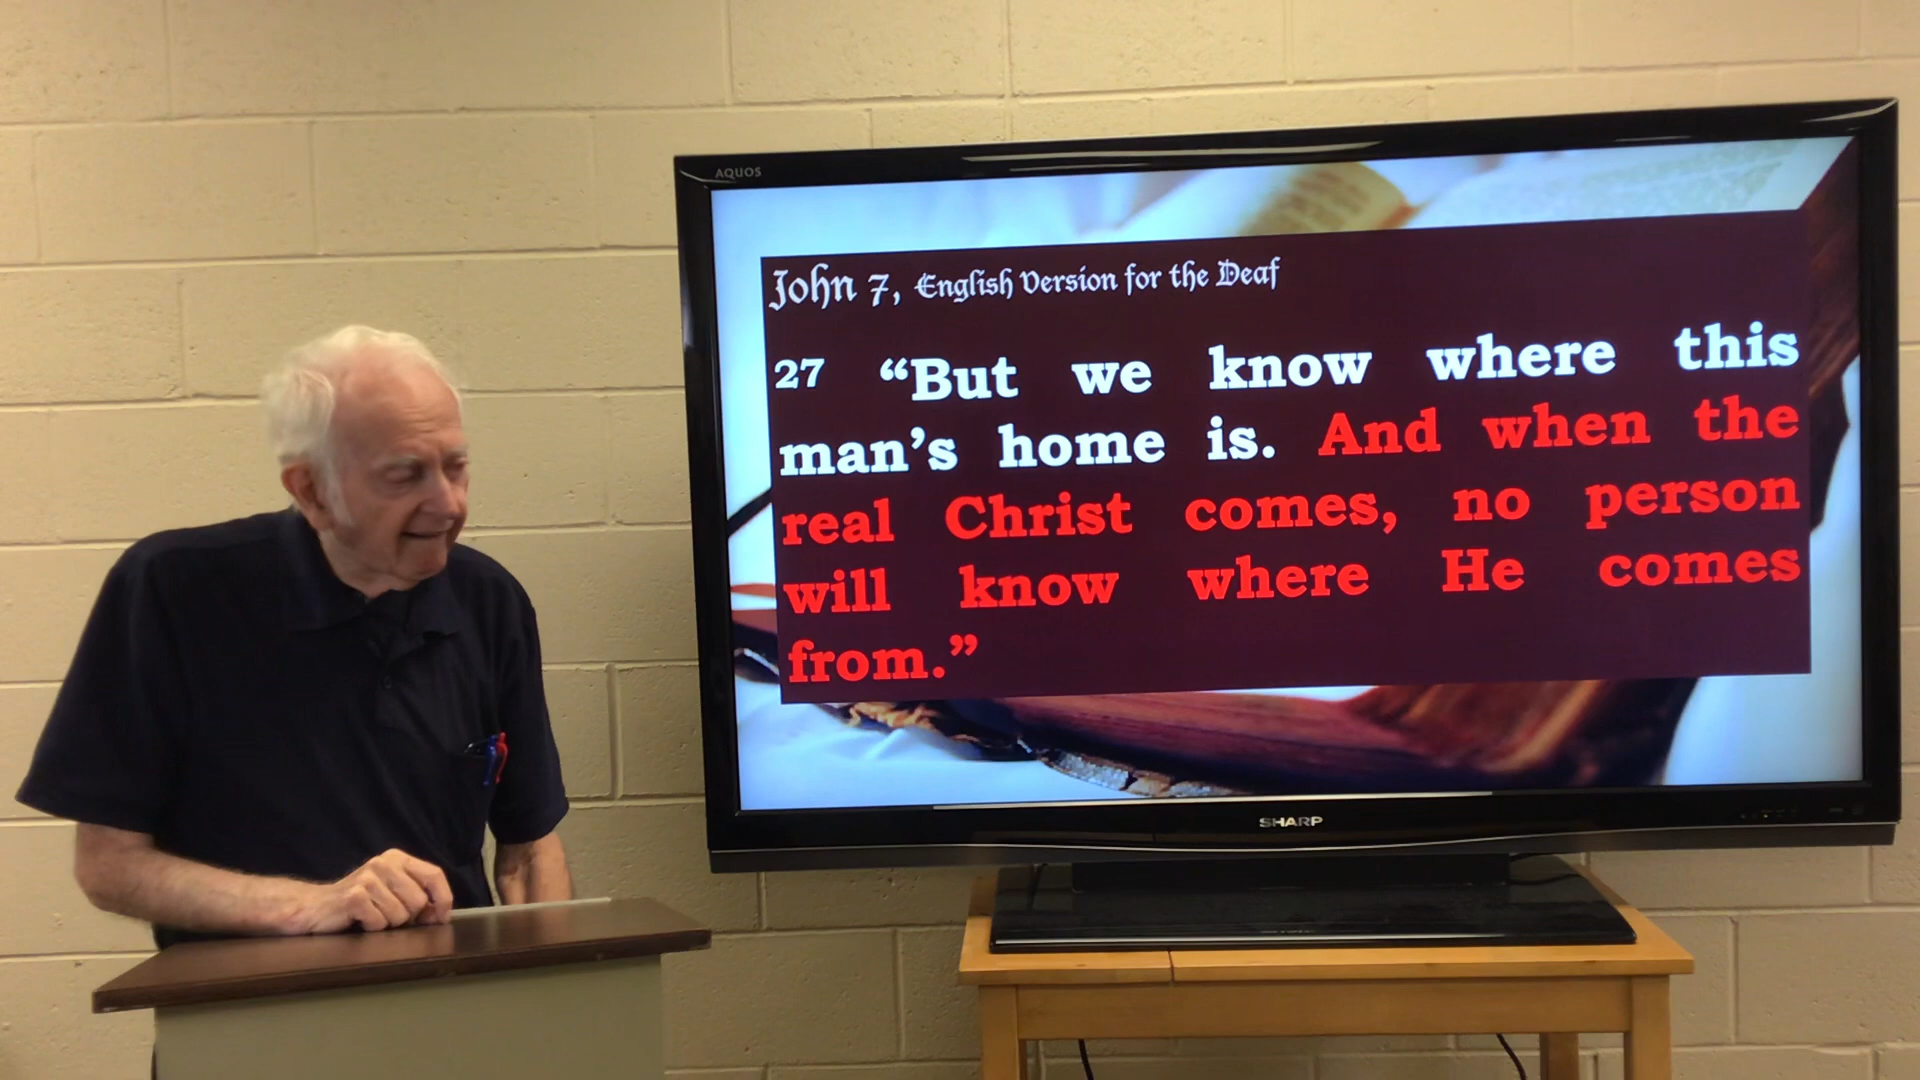 AQUOS
John 7, English Version for the Deaf
27 “But we know where this
man’s home is. And when the
real Christ comes, no person
will know where He comes
from.”
SHARP